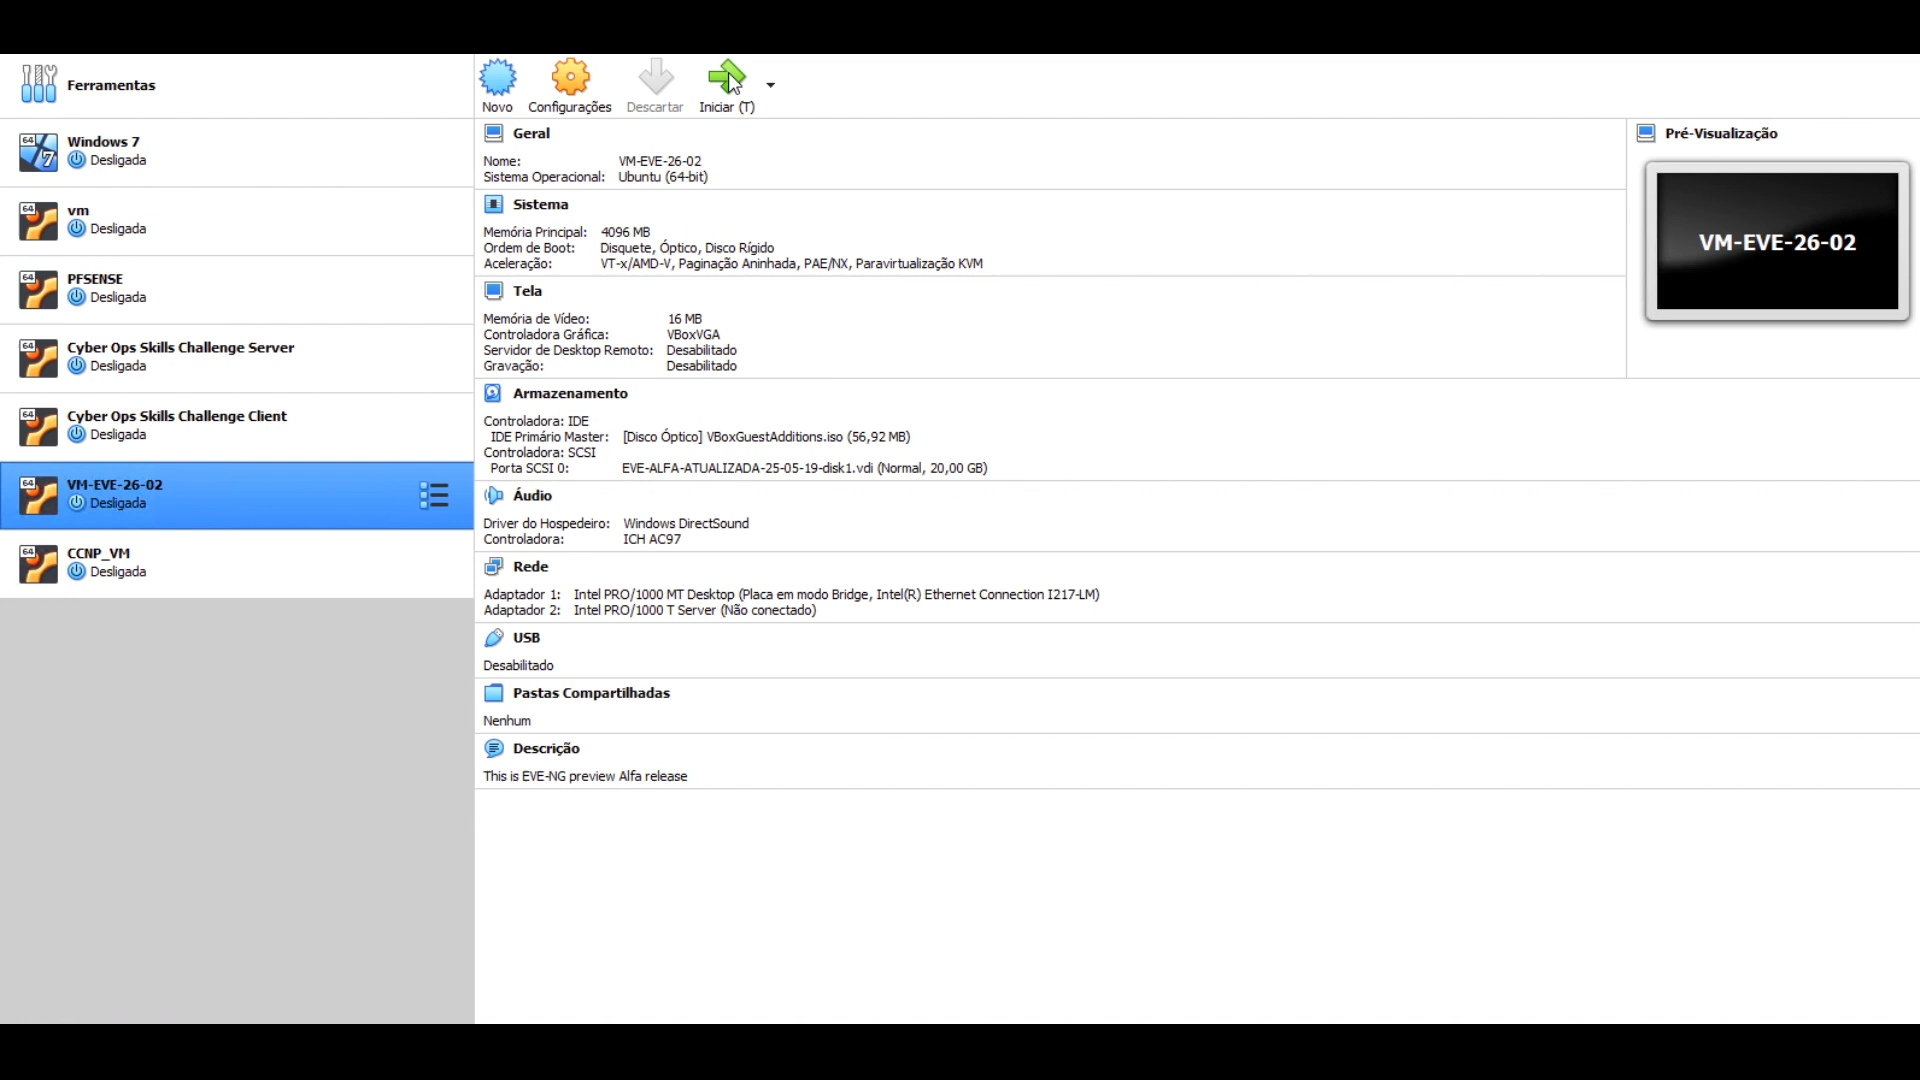 Ferramentas
64
Windows 7
Desligada
64
vm
Desligada
64
PFSENSE
Desligada
64
Cyber Ops Skills Challenge Server
Desligada
64
Cyber Ops Skills Challenge Client
Desligada
64
VM-EVE-26-02
Desligada
64
CCNP_VM
Desligada
Novo Configurações Descartar Iniciar (T)
Geral
Nome: VM-EVE-26-02
Sistema Operacional: Ubuntu (64-bit)
Sistema
Memória Principal: 4096 MB
Ordem de Boot: Disquete, Óptico, Disco Rígido
Aceleração: VT-x/AMD-V, Paginação Aninhada, PAE/NX, Paravirtualização KVM
Tela
Memória de Vídeo: 16 MB
Controladora Gráfica: VBoxVGA
Servidor de Desktop Remoto: Desabilitado
Gravação: Desabilitado
Armazenamento
Controladora: IDE
IDE Primário Master: [Disco Óptico] VBoxGuestAdditions.iso (56,92 MB)
Controladora: SCSI
Porta SCSI 0: EVE-ALFA-ATUALIZADA-25-05-19-disk1.vdi (Normal, 20,00 GB)
Áudio
Driver do Hospedeiro: Windows DirectSound
Controladora: ICH AC97
Rede
Adaptador 1: Intel PRO/1000 MT Desktop (Placa em modo Bridge, Intel(R) Ethernet Connection I217-LM)
Adaptador 2: Intel PRO/1000 T Server (Não conectado)
USB
Desabilitado
Pastas Compartilhadas
Nenhum
Descrição
This is EVE-NG preview Alfa release
Pré-Visualização
VM-EVE-26-02